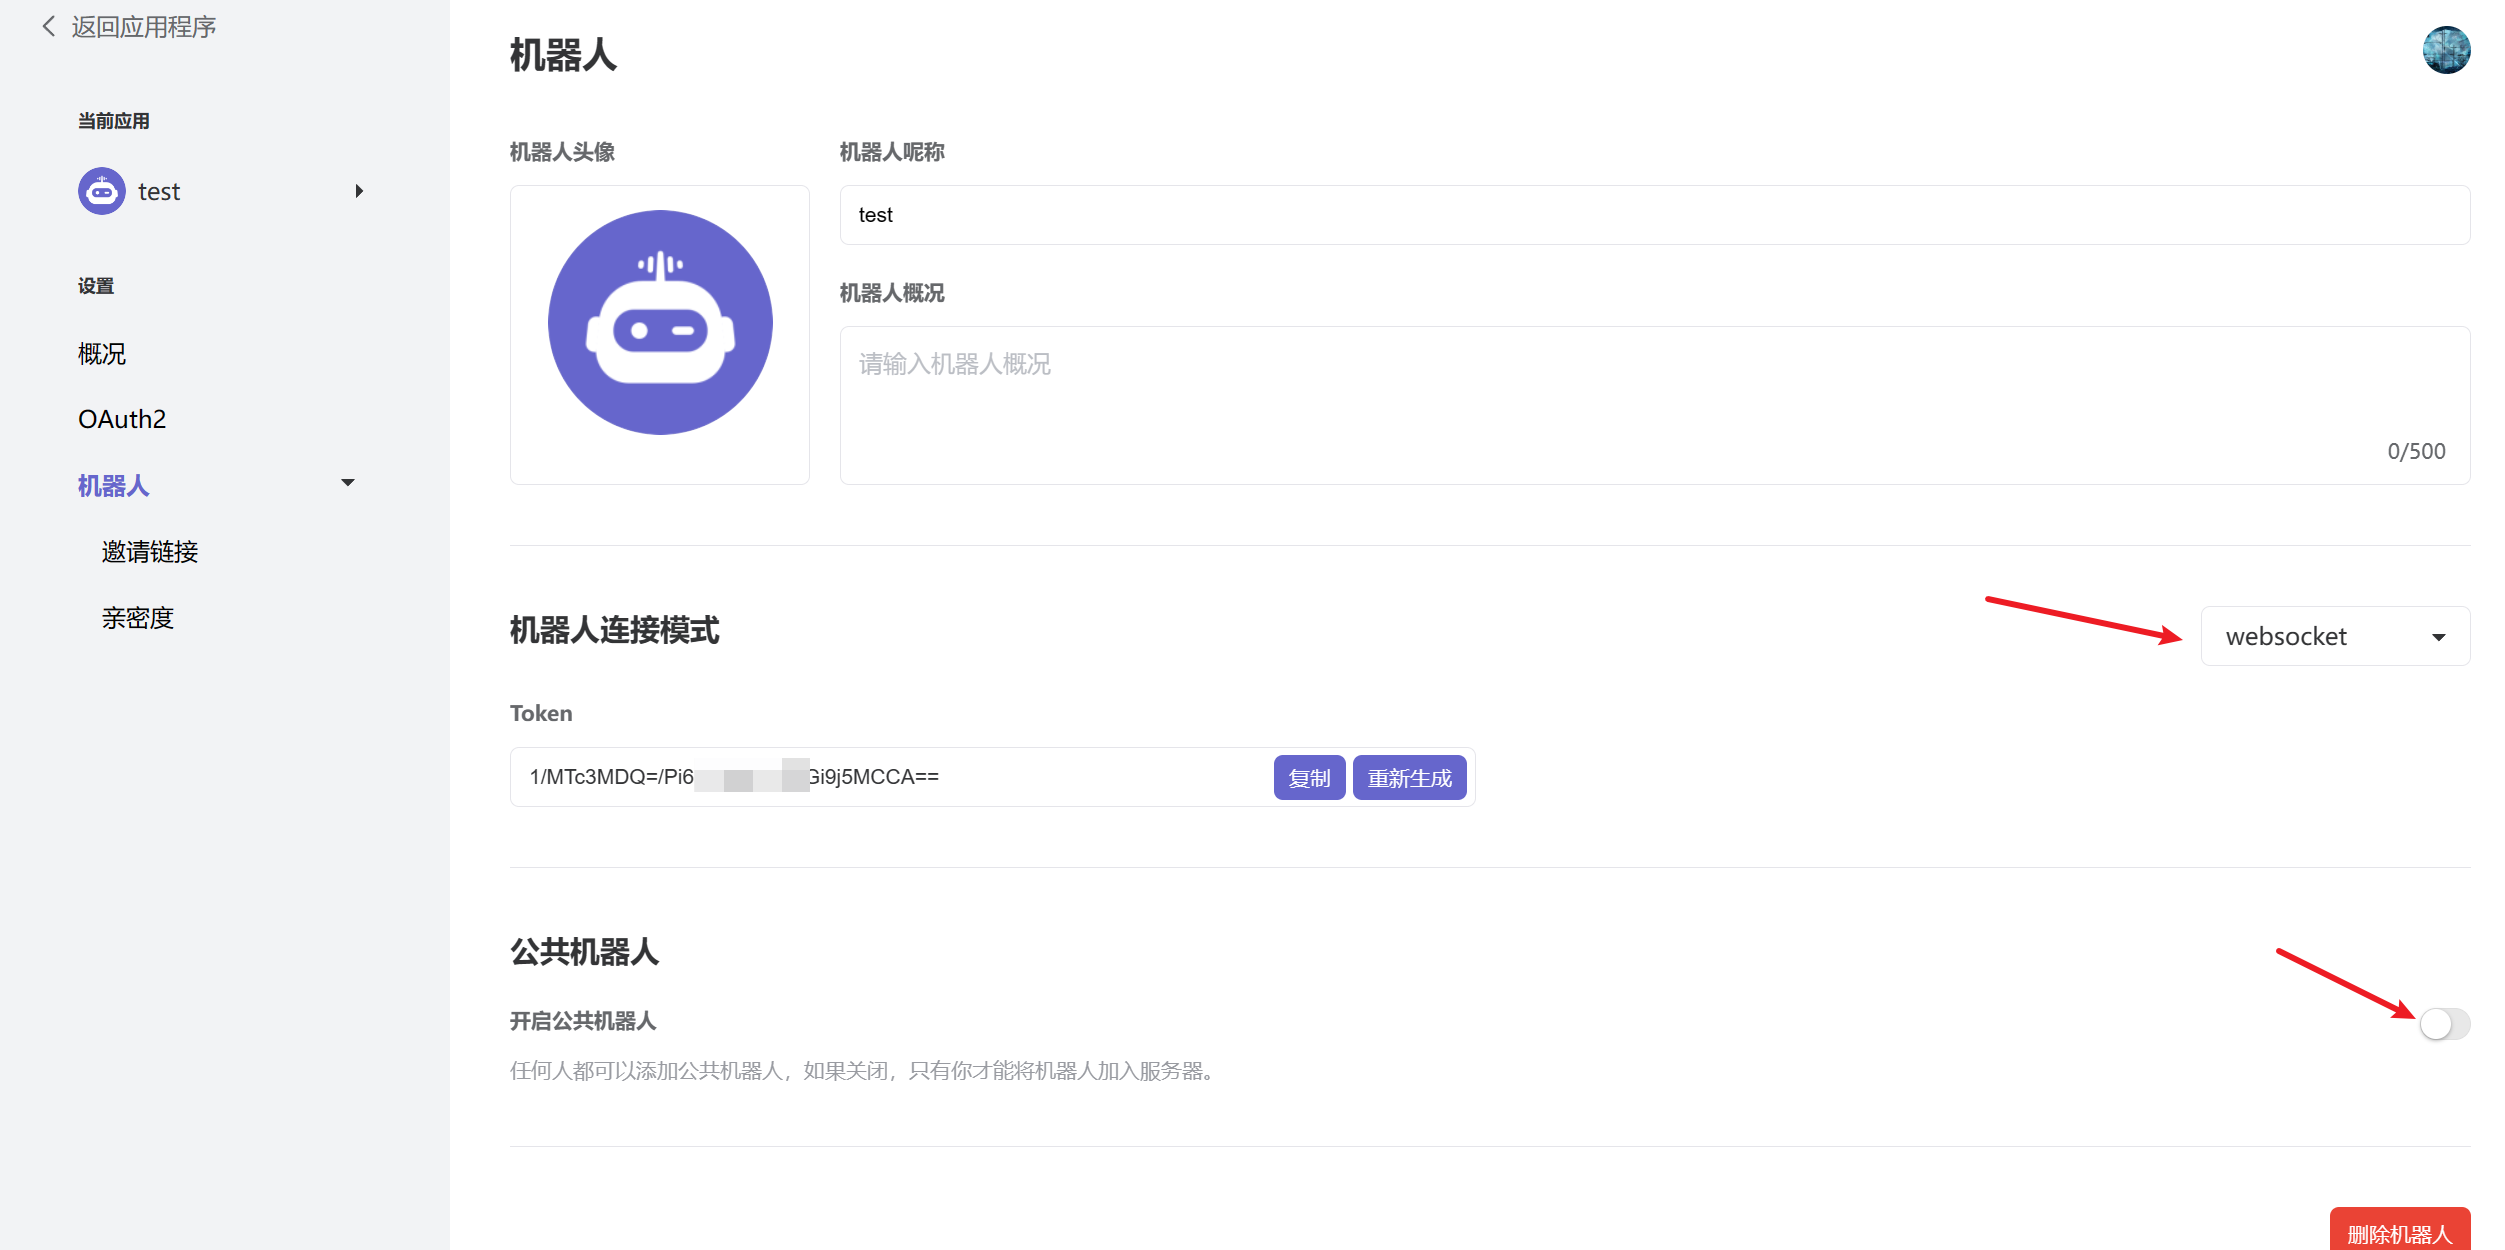 返回应用程序
当前应用
test
设置
概况
OAuth2
机器人
邀请链接
亲密度
机器人
机器人头像
机器人呢称
test
机器人概况
请输入机器人概况
0/500
机器人连接模式
websocket
Token
1/MTc3MDQ=/Pi6 Gi9j5MCCA==
复制
重新生成
公共机器人
开启公共机器人
任何人都可以添加公共机器人，如果关闭，只有你才能将机器人加入服务器。
删除机器人